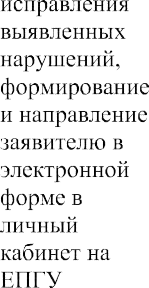 исправления
выявленных
нарушений,
формирование
и направление
заявителю в
электронной
форме в
личный
кабинет на
ЕПГУ